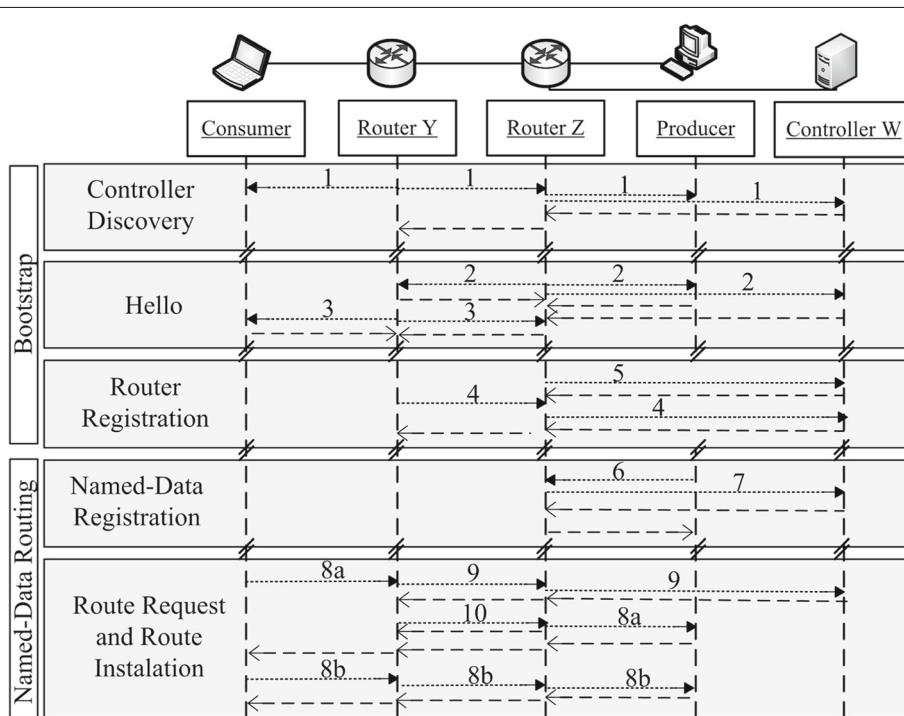 Consumer
Router Y
Router Z
Producer
Controller W
Bootstrap
Controller
Discovery
1
1
1
1
Hello
2
2
2
3
3
Router
Registration
5
4
4
Named-Data Routing
Named-Data
Registration
6
7
Route Request
and Route
Instalation
8a
9
9
10
8a
8b
8b
8b